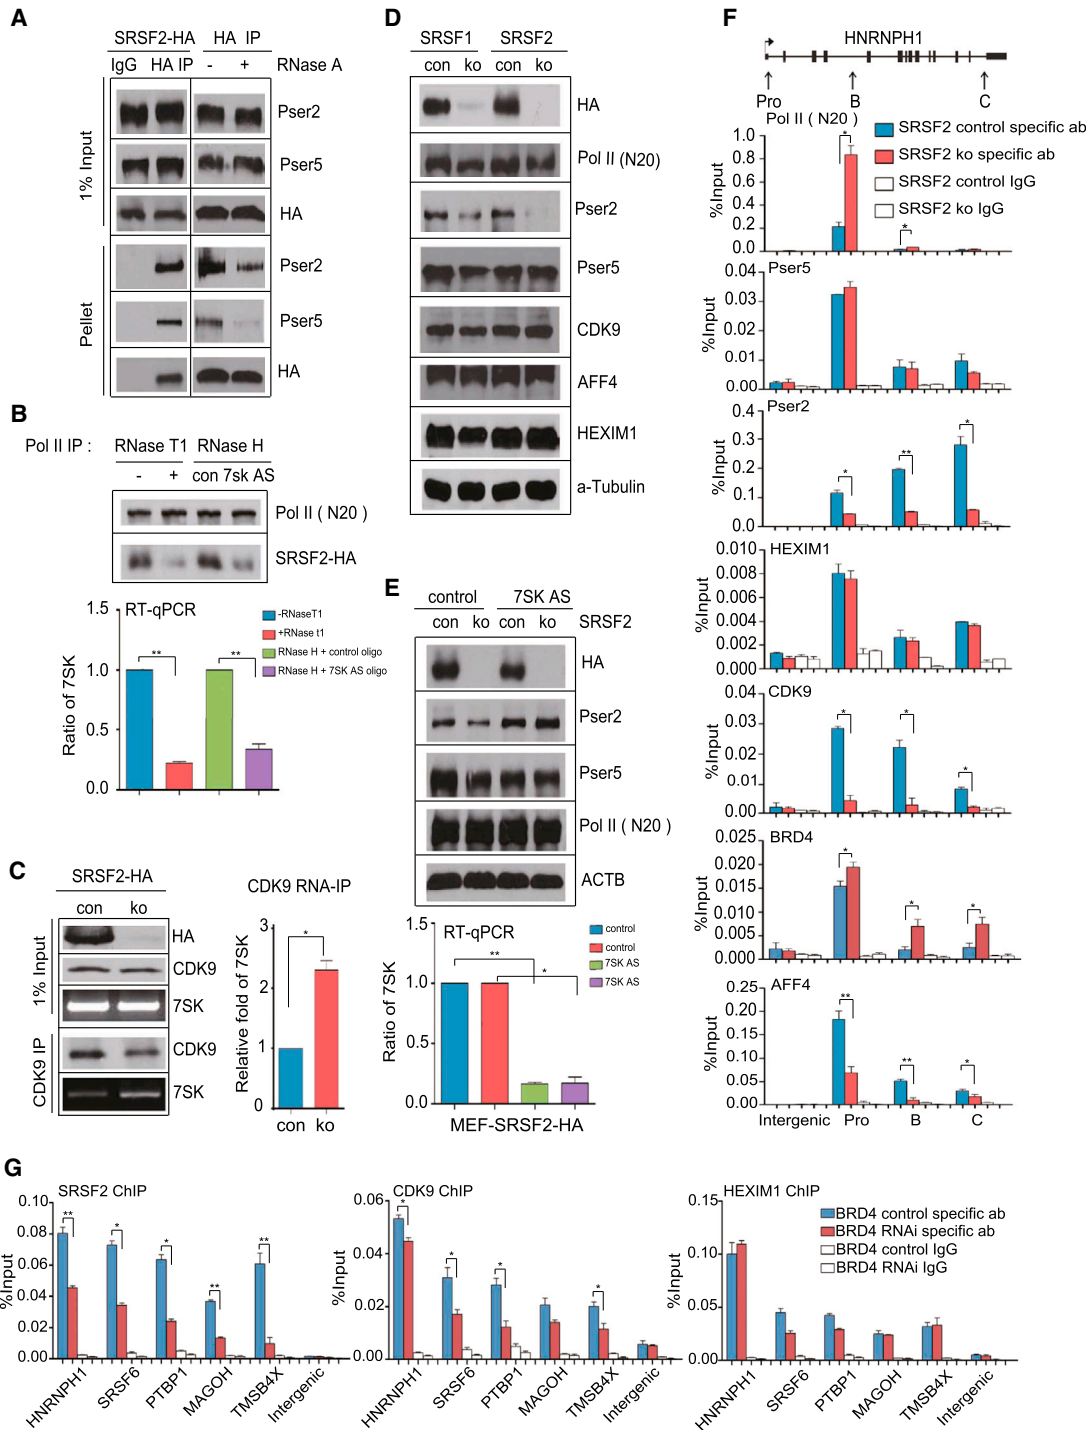 A
SRSF2-HA HA IP
IgG HA IP - + RNase A
1% Input
Pser2
Pser5
HA
Pellet
Pser2
Pser5
HA
B
Pol II IP : RNase T1 RNase H
- + con 7sk AS
Pol II ( N20 )
SRSF2-HA
RT-qPCR
Ratio of 7SK
1.5
1.0
0.5
0.0
** **
-RNaseT1
+RNase t1
RNase H + control oligo
RNase H + 7SK AS oligo
C
SRSF2-HA
con ko
1% Input
HA
CDK9
7SK
CDK9 IP
CDK9
7SK
CDK9 RNA-IP
Relative fold of 7SK
3
2
1
0
*
con ko
D
SRSF1 SRSF2
con ko con ko
HA
Pol II (N20)
Pser2
Pser5
CDK9
AFF4
HEXIM1
a-Tubulin
E
control 7SK AS
con ko con ko SRSF2
HA
Pser2
Pser5
Pol II ( N20 )
ACTB
RT-qPCR
Ratio of 7SK
1.5
1.0
0.5
0.0
** *
control
control
7SK AS
7SK AS
MEF-SRSF2-HA
F
HNRNPH1
Pro B C
Pol II ( N20 )
SRSF2 control specific ab
SRSF2 ko specific ab
SRSF2 control IgG
SRSF2 ko IgG
%Input
1.0
0.8
0.6
0.4
0.2
0.0
* *
Pser5
%Input
0.04
0.03
0.02
0.01
0.00
Pser2
%Input
0.4
0.3
0.2
0.1
0.0
* ** *
HEXIM1
%Input
0.010
0.008
0.006
0.004
0.002
0.000
CDK9
%Input
0.04
0.03
0.02
0.01
0.00
* * *
BRD4
%Input
0.025
0.020
0.015
0.010
0.005
0.000
* * *
AFF4
%Input
0.25
0.20
0.15
0.10
0.05
0.00
** ** *
Intergenic Pro B C
G
SRSF2 ChIP
%Input
0.10
0.08
0.06
0.04
0.02
0.00
** * * ** **
HNRNPH1 SRSF6 PTBP1 MAGOH TMSB4X Intergenic
CDK9 ChIP
%Input
0.06
0.04
0.02
0.00
* * * *
HNRNPH1 SRSF6 PTBP1 MAGOH TMSB4X Intergenic
HEXIM1 ChIP
%Input
0.15
0.10
0.05
0.00
BRD4 control specific ab
BRD4 RNAi specific ab
BRD4 control IgG
BRD4 RNAi IgG
HNRNPH1 SRSF6 PTBP1 MAGOH TMSB4X Intergenic